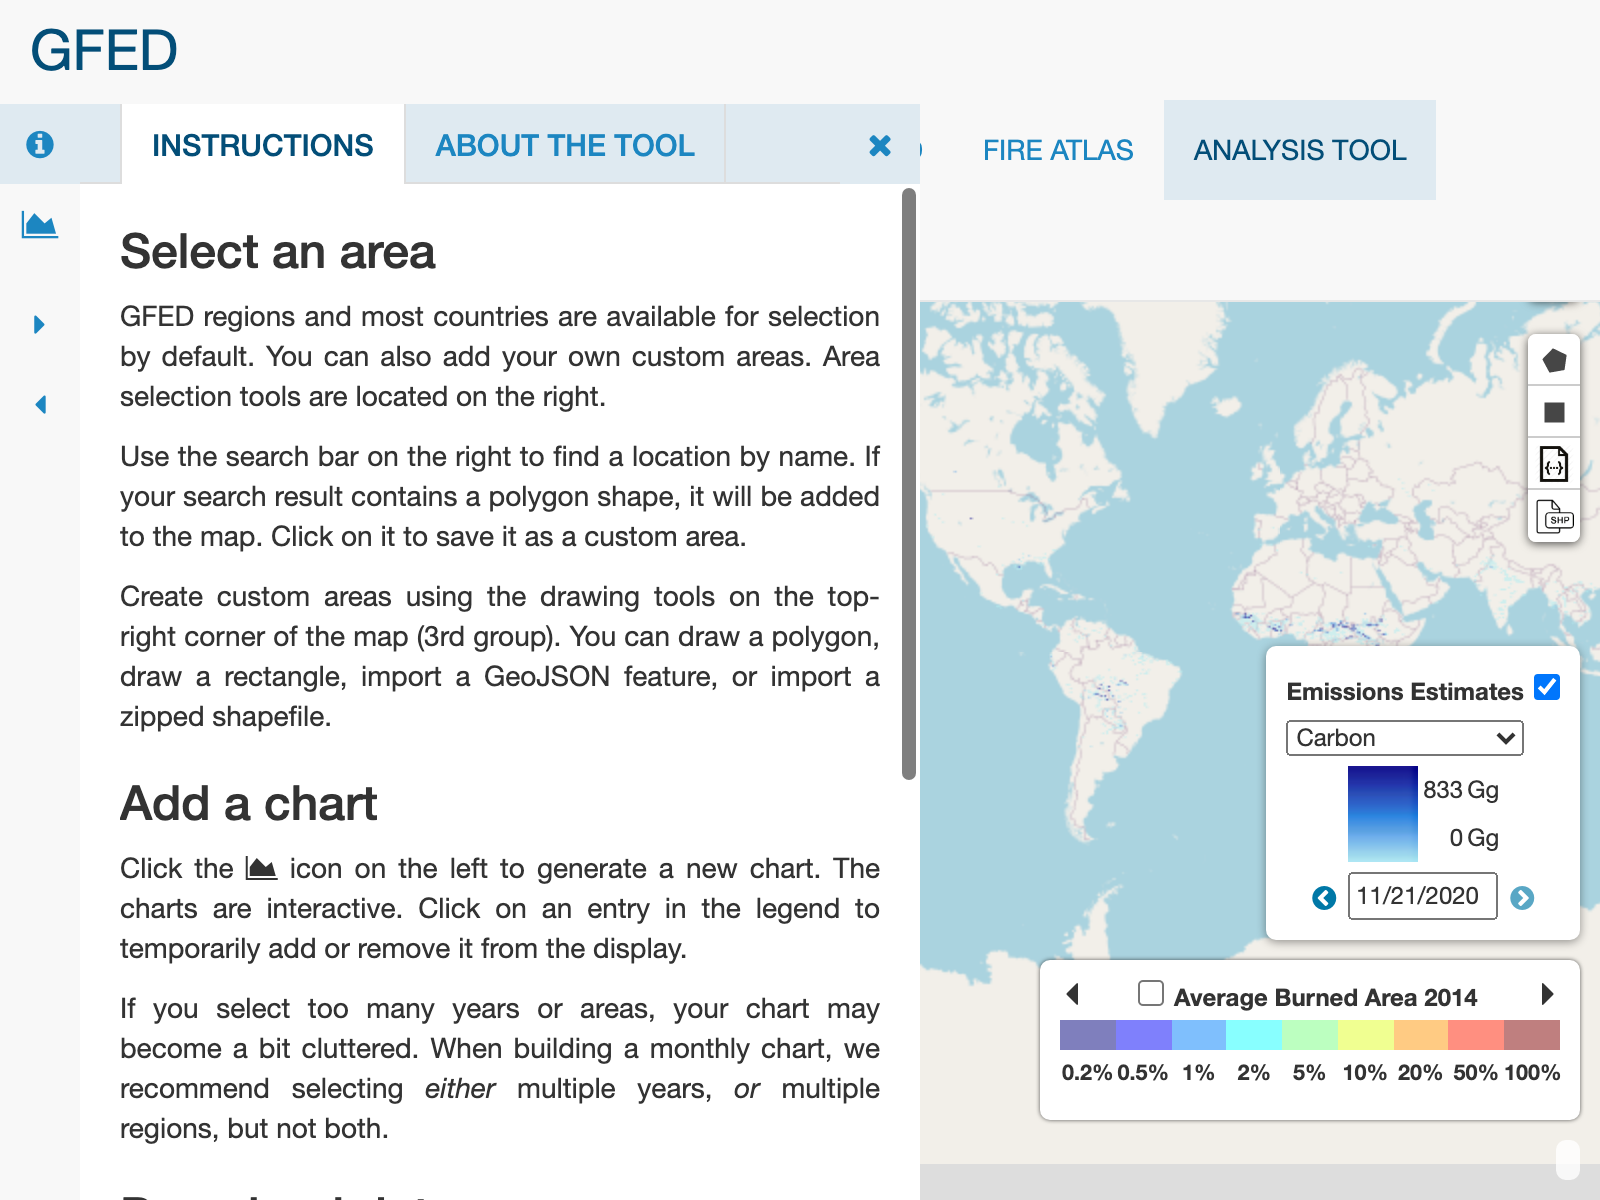 GFED
INSTRUCTIONS
ABOUT THE TOOL
FIRE ATLAS
ANALYSIS TOOL
Select an area
GFED regions and most countries are available for selection
by default. You can also add your own custom areas. Area
selection tools are located on the right.
Use the search bar on the right to find a location by name. If
your search result contains a polygon shape, it will be added
to the map. Click on it to save it as a custom area.
Create custom areas using the drawing tools on the top-
right corner of the map (3rd group). You can draw a polygon,
draw a rectangle, import a GeoJSON feature, or import a
zipped shapefile.
Add a chart
Click the icon on the left to generate a new chart. The
charts are interactive. Click on an entry in the legend to
temporarily add or remove it from the display.
If you select too many years or areas, your chart may
become a bit cluttered. When building a monthly chart, we
recommend selecting either multiple years, or multiple
regions, but not both.
SHP
Emissions Estimates
Carbon
833 Gg
0 Gg
11/21/2020
Average Burned Area 2014
0.2% 0.5% 1% 2% 5% 10% 20% 50% 100%